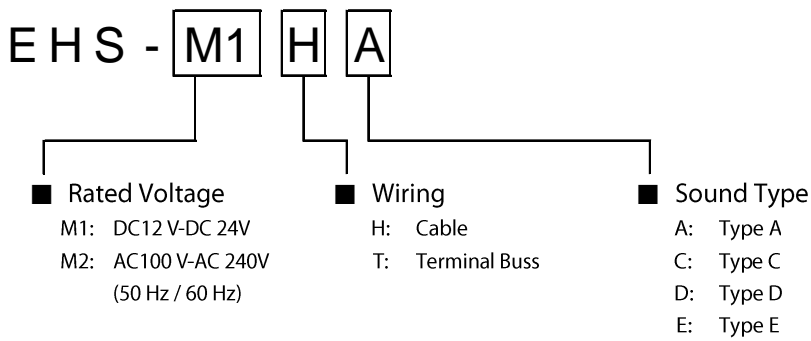 EHS-M1HA
■ Rated Voltage
M1: DC12 V-DC 24V
M2: AC100 V-AC 240V
(50 Hz / 60 Hz)
■ Wiring
H: Cable
T: Terminal Buss
■ Sound Type
A: Type A
C: Type C
D: Type D
E: Type E